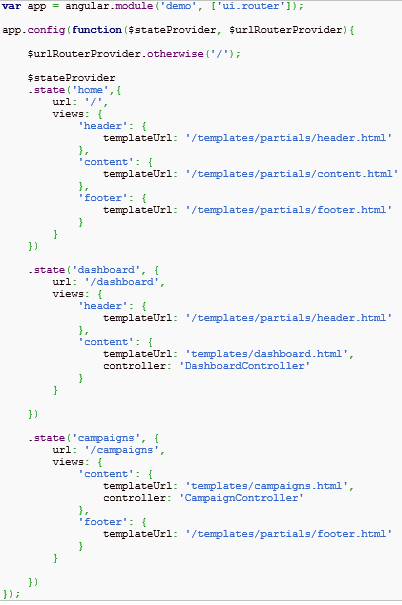 var app = angular.module('demo', ['ui.router']);

app.config(function($stateProvider, $urlRouterProvider){

    $urlRouterProvider.otherwise('/');

    $stateProvider
    .state('home',{
        url: '/',
        views: {
            'header': {
                templateUrl: '/templates/partials/header.html'
            },
            'content': {
                templateUrl: '/templates/partials/content.html'
            },
            'footer': {
                templateUrl: '/templates/partials/footer.html'
            }
        }
    })

    .state('dashboard', {
        url: '/dashboard',
        views: {
            'header': {
                templateUrl: '/templates/partials/header.html'
            },
            'content': {
                templateUrl: 'templates/dashboard.html',
                controller: 'DashboardController'
            }
        }

    })

    .state('campaigns', {
        url: '/campaigns',
        views: {
            'content': {
                templateUrl: 'templates/campaigns.html',
                controller: 'CampaignController'
            },
            'footer': {
                templateUrl: '/templates/partials/footer.html'
            }
        }

    })
});